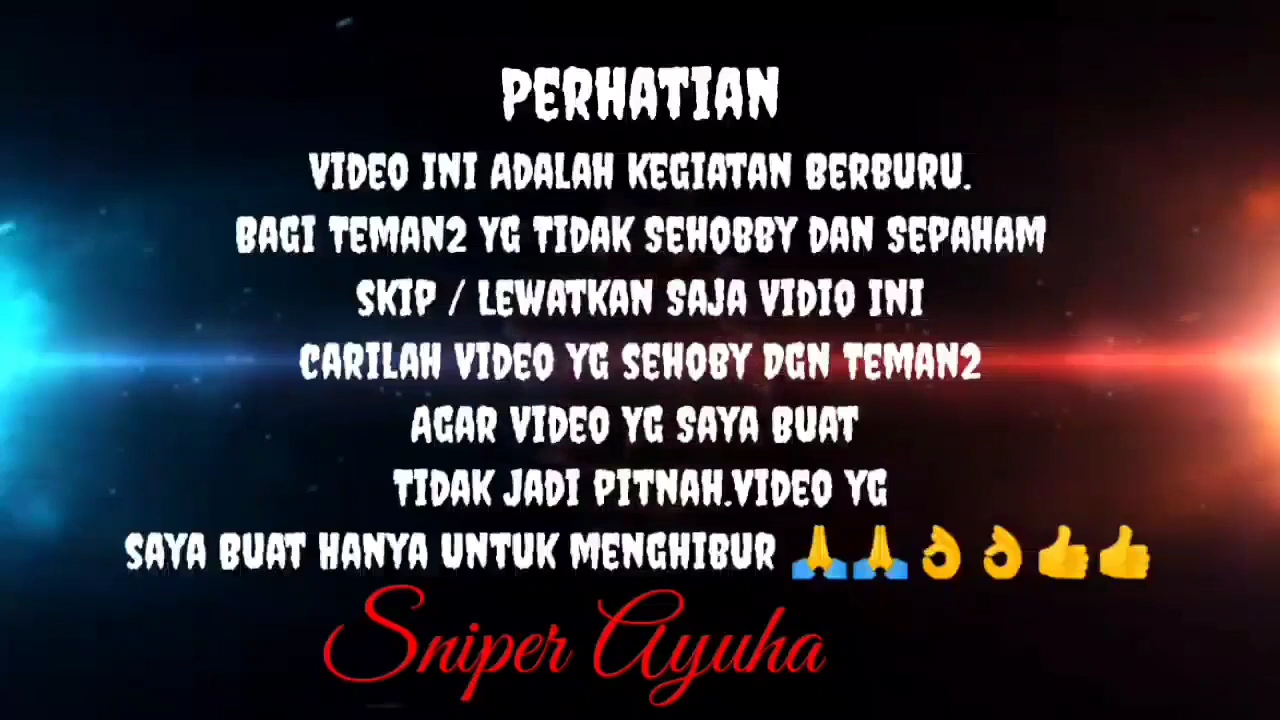 PERHATIAN
VIDEO INI ADALAH KEGIATAN BERBURU.
BAGI TEMAN2 YG TIDAK SEHOBBY DAN SEPAHAM
SKIP / LEWATKAN SAJA VIDIO INI
CARILAH VIDEO YG SEHOBY DGN TEMAN2
AGAR VIDEO YG SAYA BUAT
TIDAK JADI PITNAH.VIDEO YG
SAYA BUAT HANYA UNTUK MENGHIBUR 🙏🙏👌👌👍👍
Sniper Ayuha